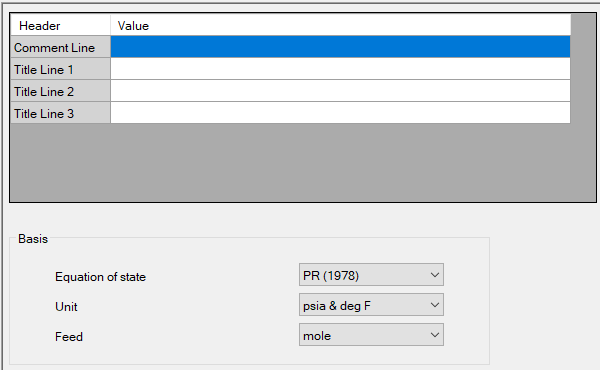 Header Value
Comment Line
Title Line 1
Title Line 2
Title Line 3
Basis
Equation of state PR (1978)
Unit psia & deg F
Feed mole